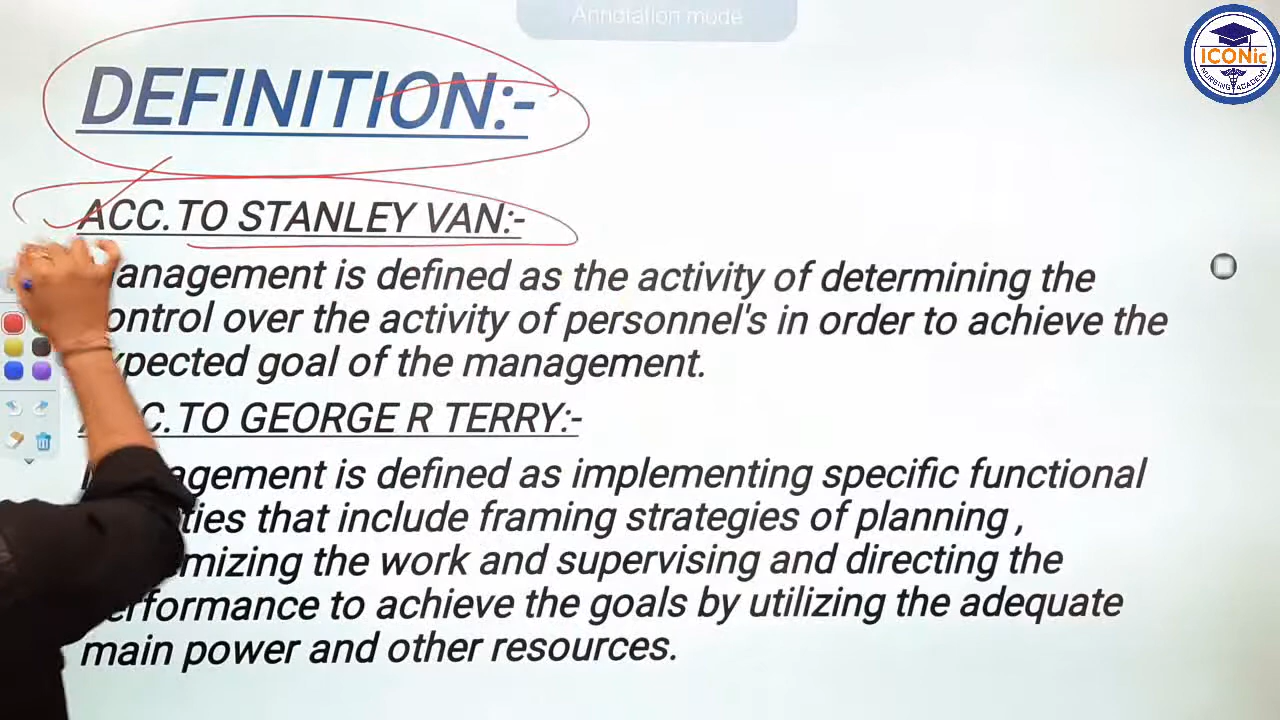 Annotation mode
ICONic
NURSING ACADEMY
DEFINITION:-
ACC.TO STANLEY VAN:-
anagement is defined as the activity of determining the
ontrol over the activity of personnel's in order to achieve the
pected goal of the management.
C.TO GEORGE R TERRY:-
agement is defined as implementing specific functional
ties that include framing strategies of planning ,
mizing the work and supervising and directing the
erformance to achieve the goals by utilizing the adequate
main power and other resources.